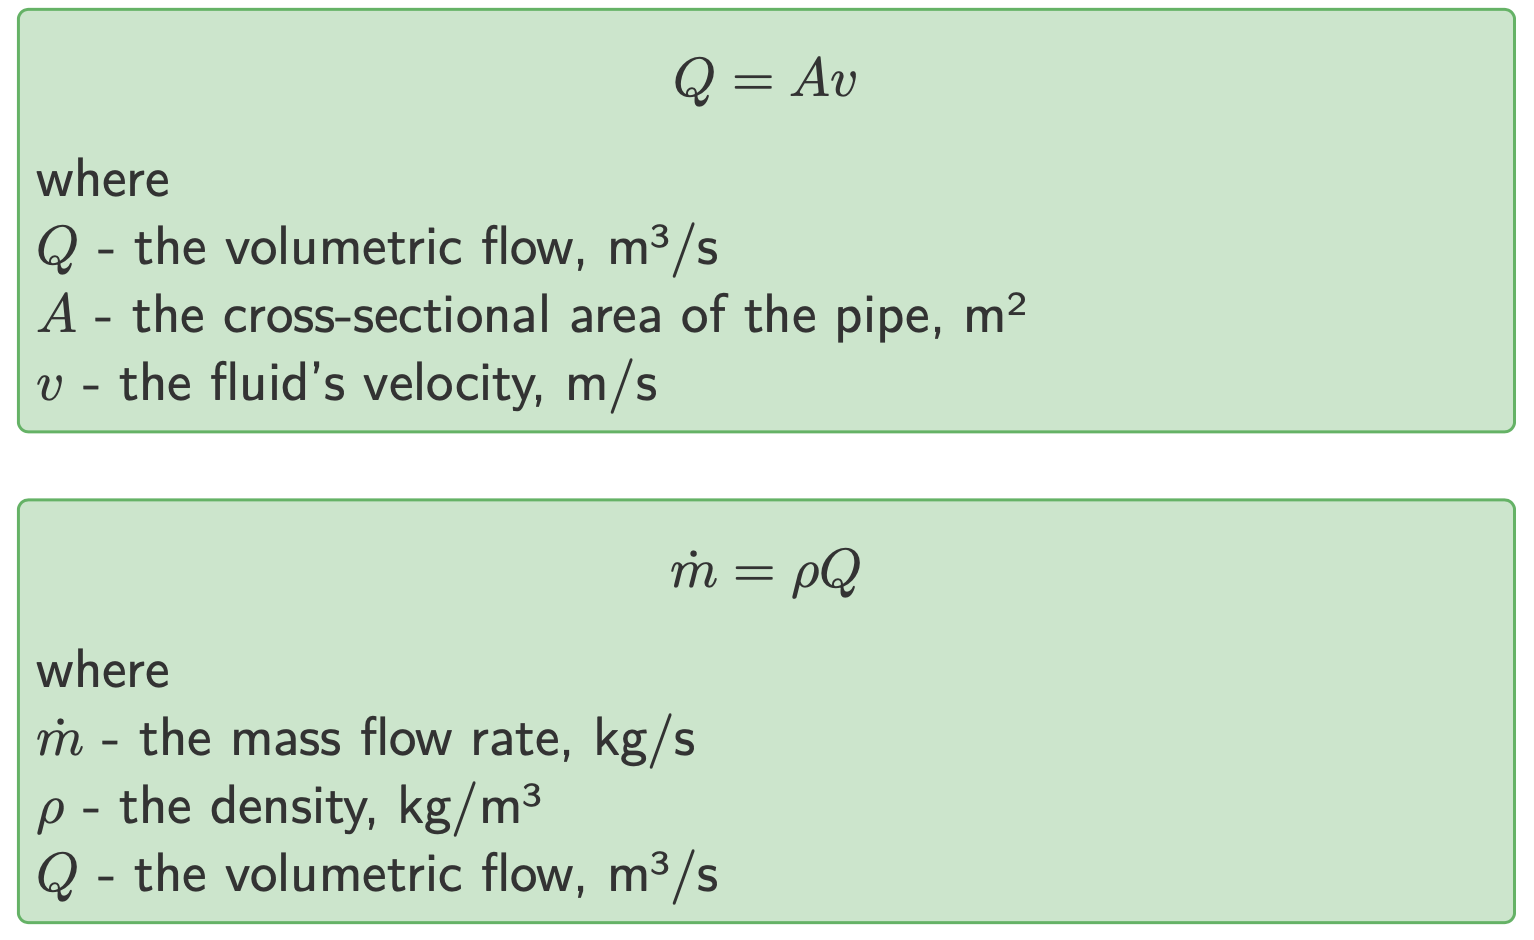 Q = Av
where
Q - the volumetric flow, m³/s
A - the cross-sectional area of the pipe, m²
v - the fluid's velocity, m/s
ṁ = ρQ
where
ṁ - the mass flow rate, kg/s
ρ - the density, kg/m³
Q - the volumetric flow, m³/s